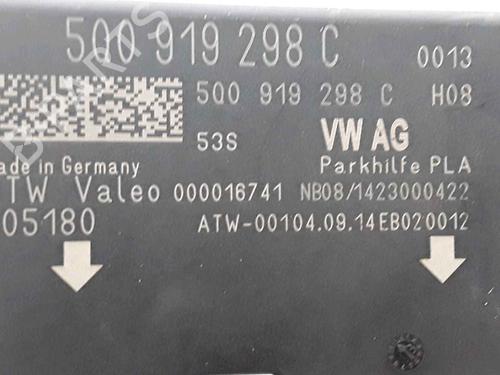 5Q0 919 298 C 0013
5Q0 919 298 C H08
53S VW AG
ade in Germany Parkhilfe PLA
TW Valeo 000016741 NB08/1423000422
05180 ATW-00104.09.14EB020012